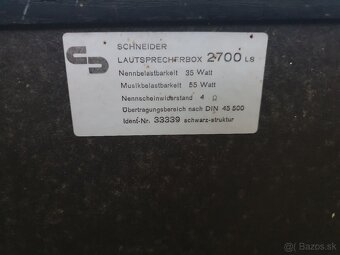 SCHNEIDER
LAUTSPRECHERBOX 2700 LS
Nennbelastbarkeit 35 Watt
Musikbelastbarkeit 55 Watt
Nennscheinwiderstand 4 Ω
Übertragungsbereich nach DIN 45 500
Ident-Nr. 33339 schwarz-struktur
Bazos.sk